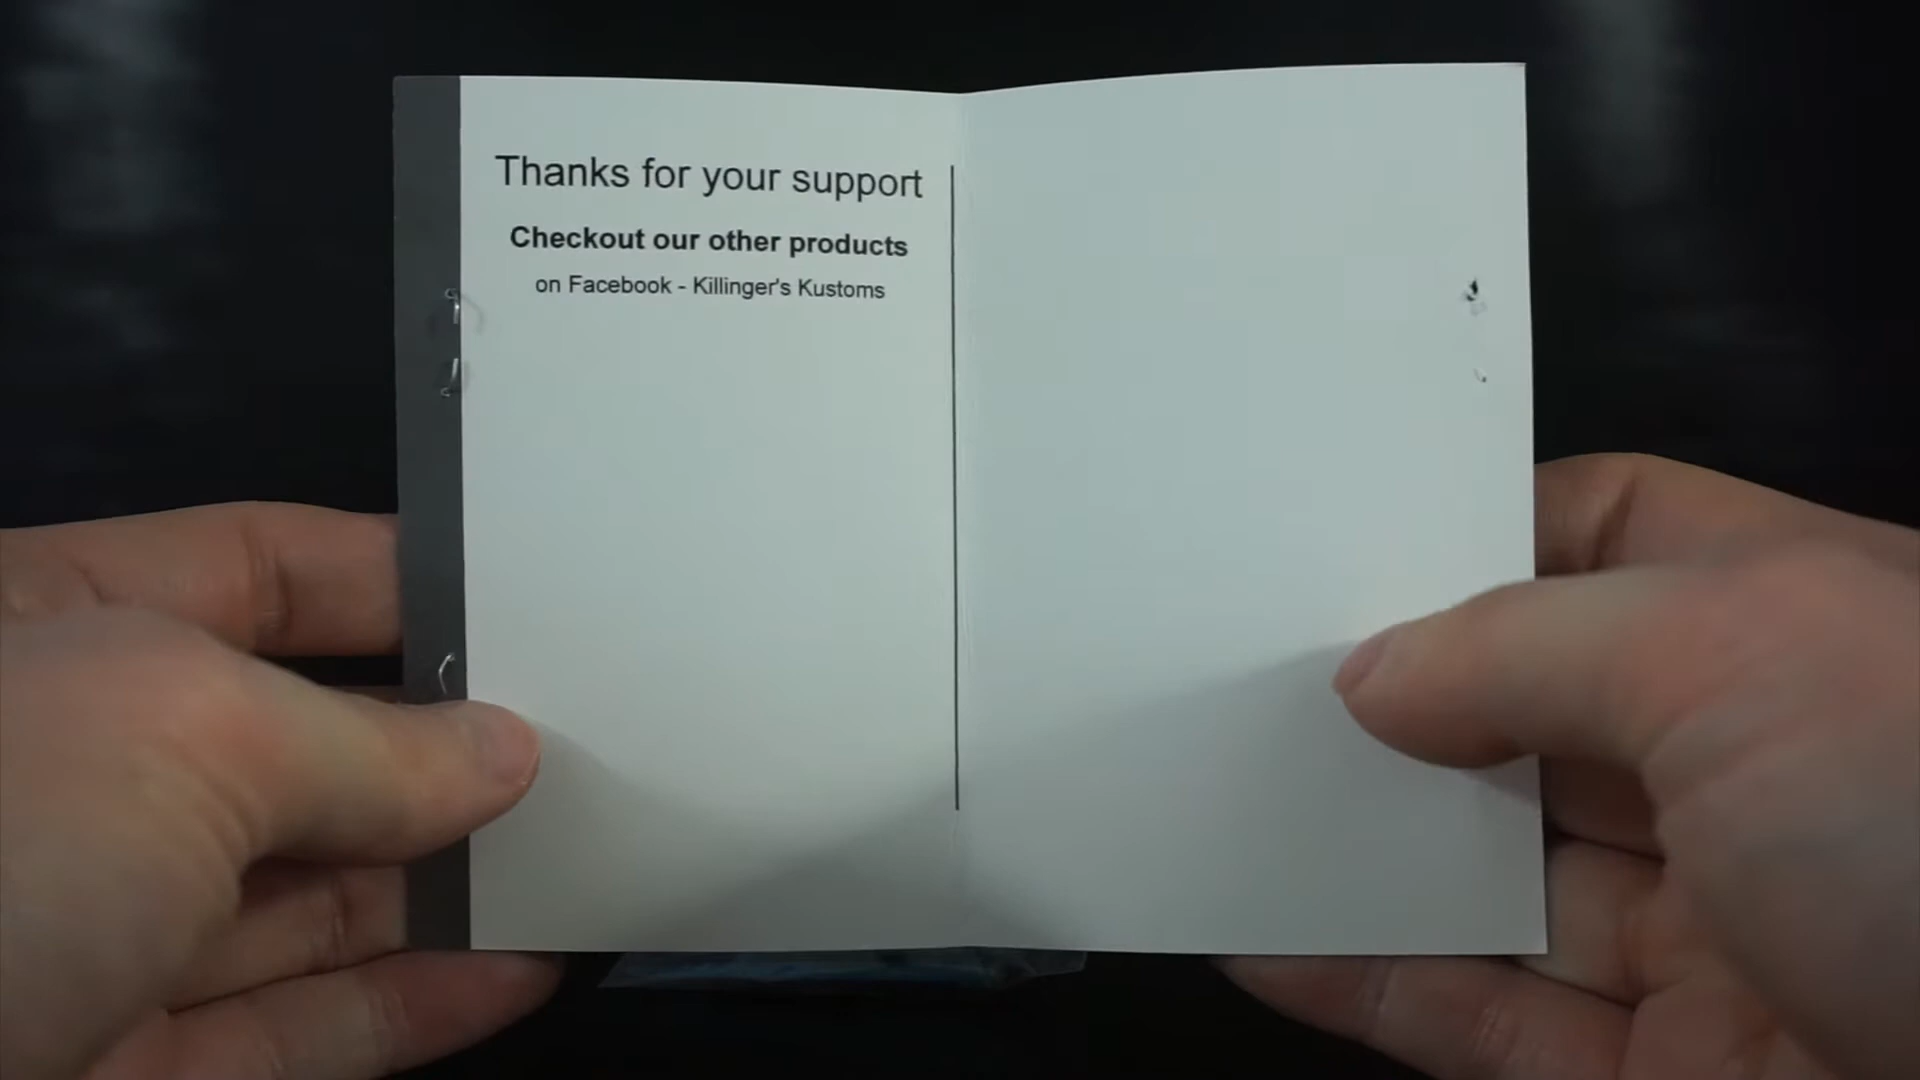 Thanks for your support
Checkout our other products
on Facebook - Killinger's Kustoms